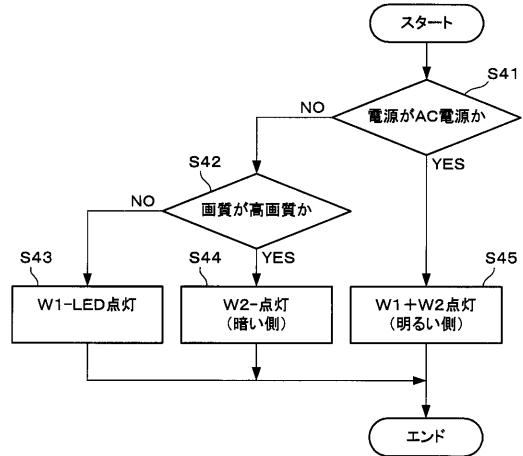 スタート
S41
電源がAC電源か
NO
YES
S42
画質が高画質か
NO
YES
S43
W1-LED点灯
S44
W2-点灯
(暗い側)
S45
W1+W2点灯
(明るい側)
エンド